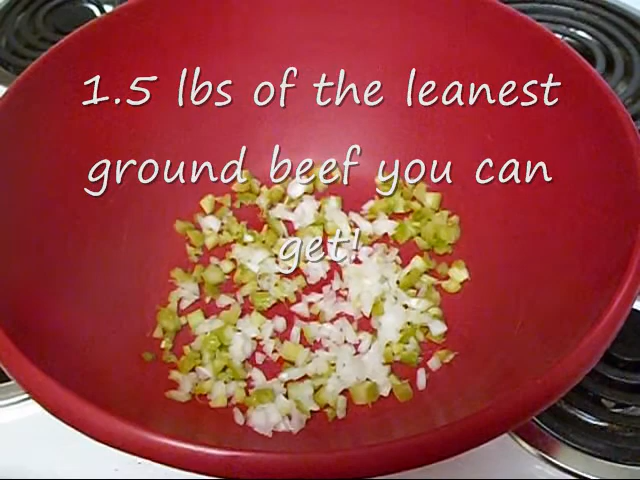 1.5 lbs of the leanest
ground beef you can
get!